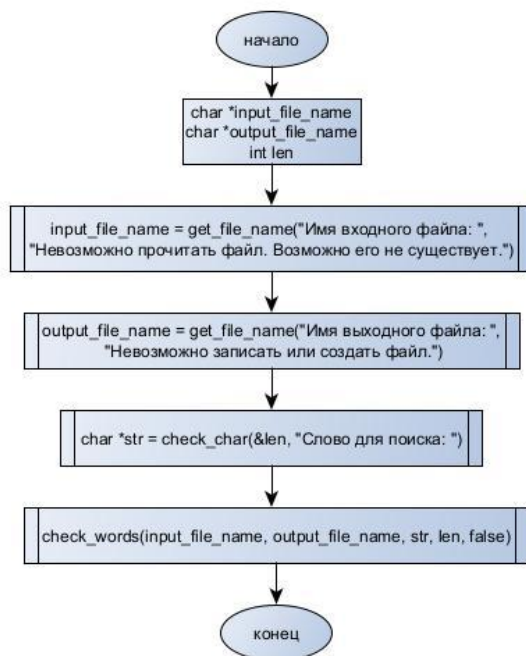 начало
char *input_file_name
char *output_file_name
int len
input_file_name = get_file_name("Имя входного файла: ",
"Невозможно прочитать файл. Возможно его не существует.")
output_file_name = get_file_name("Имя выходного файла: ",
"Невозможно записать или создать файл.")
char *str = check_char(&len, "Слово для поиска: ")
check_words(input_file_name, output_file_name, str, len, false)
конец